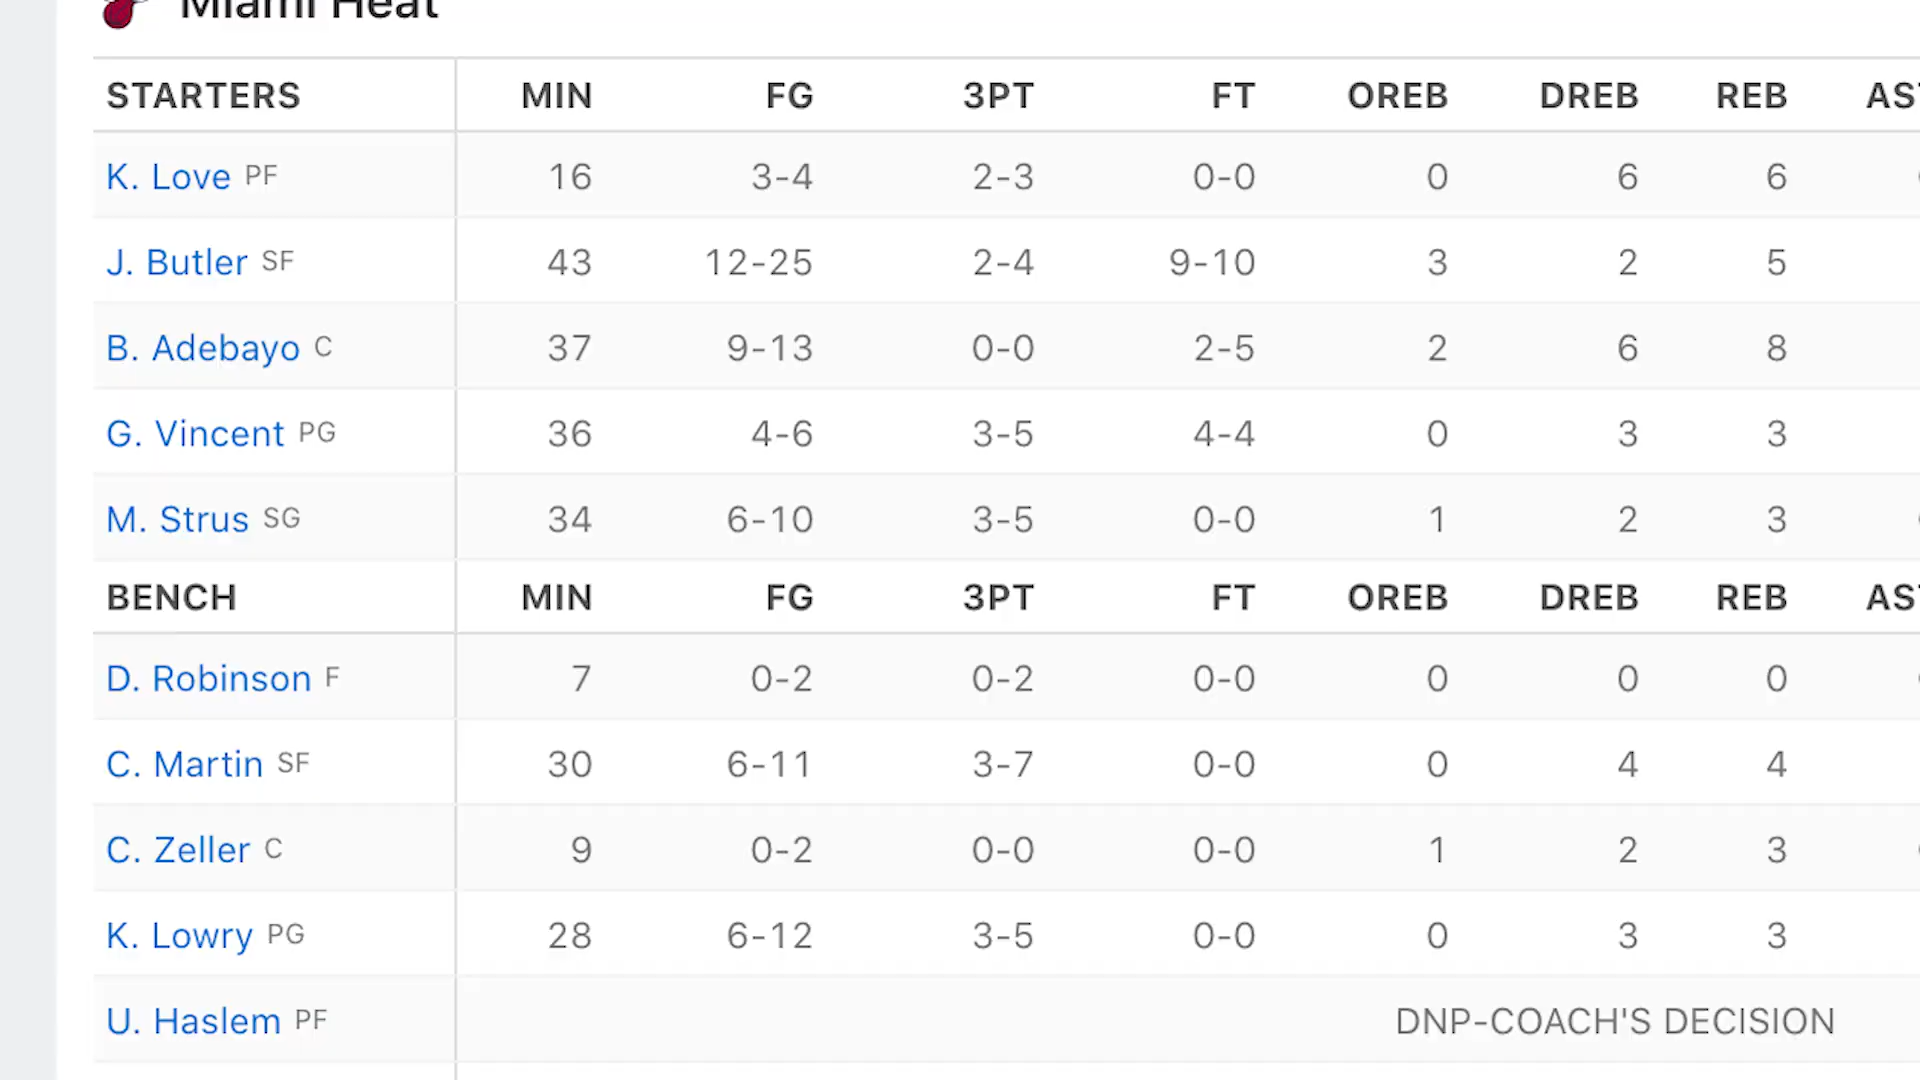 Miami Heat
STARTERS MIN FG 3PT FT OREB DREB REB AS
K. Love PF 16 3-4 2-3 0-0 0 6 6
J. Butler SF 43 12-25 2-4 9-10 3 2 5
B. Adebayo C 37 9-13 0-0 2-5 2 6 8
G. Vincent PG 36 4-6 3-5 4-4 0 3 3
M. Strus SG 34 6-10 3-5 0-0 1 2 3
BENCH MIN FG 3PT FT OREB DREB REB AS
D. Robinson F 7 0-2 0-2 0-0 0 0 0
C. Martin SF 30 6-11 3-7 0-0 0 4 4
C. Zeller C 9 0-2 0-0 0-0 1 2 3
K. Lowry PG 28 6-12 3-5 0-0 0 3 3
U. Haslem PF DNP-COACH'S DECISION